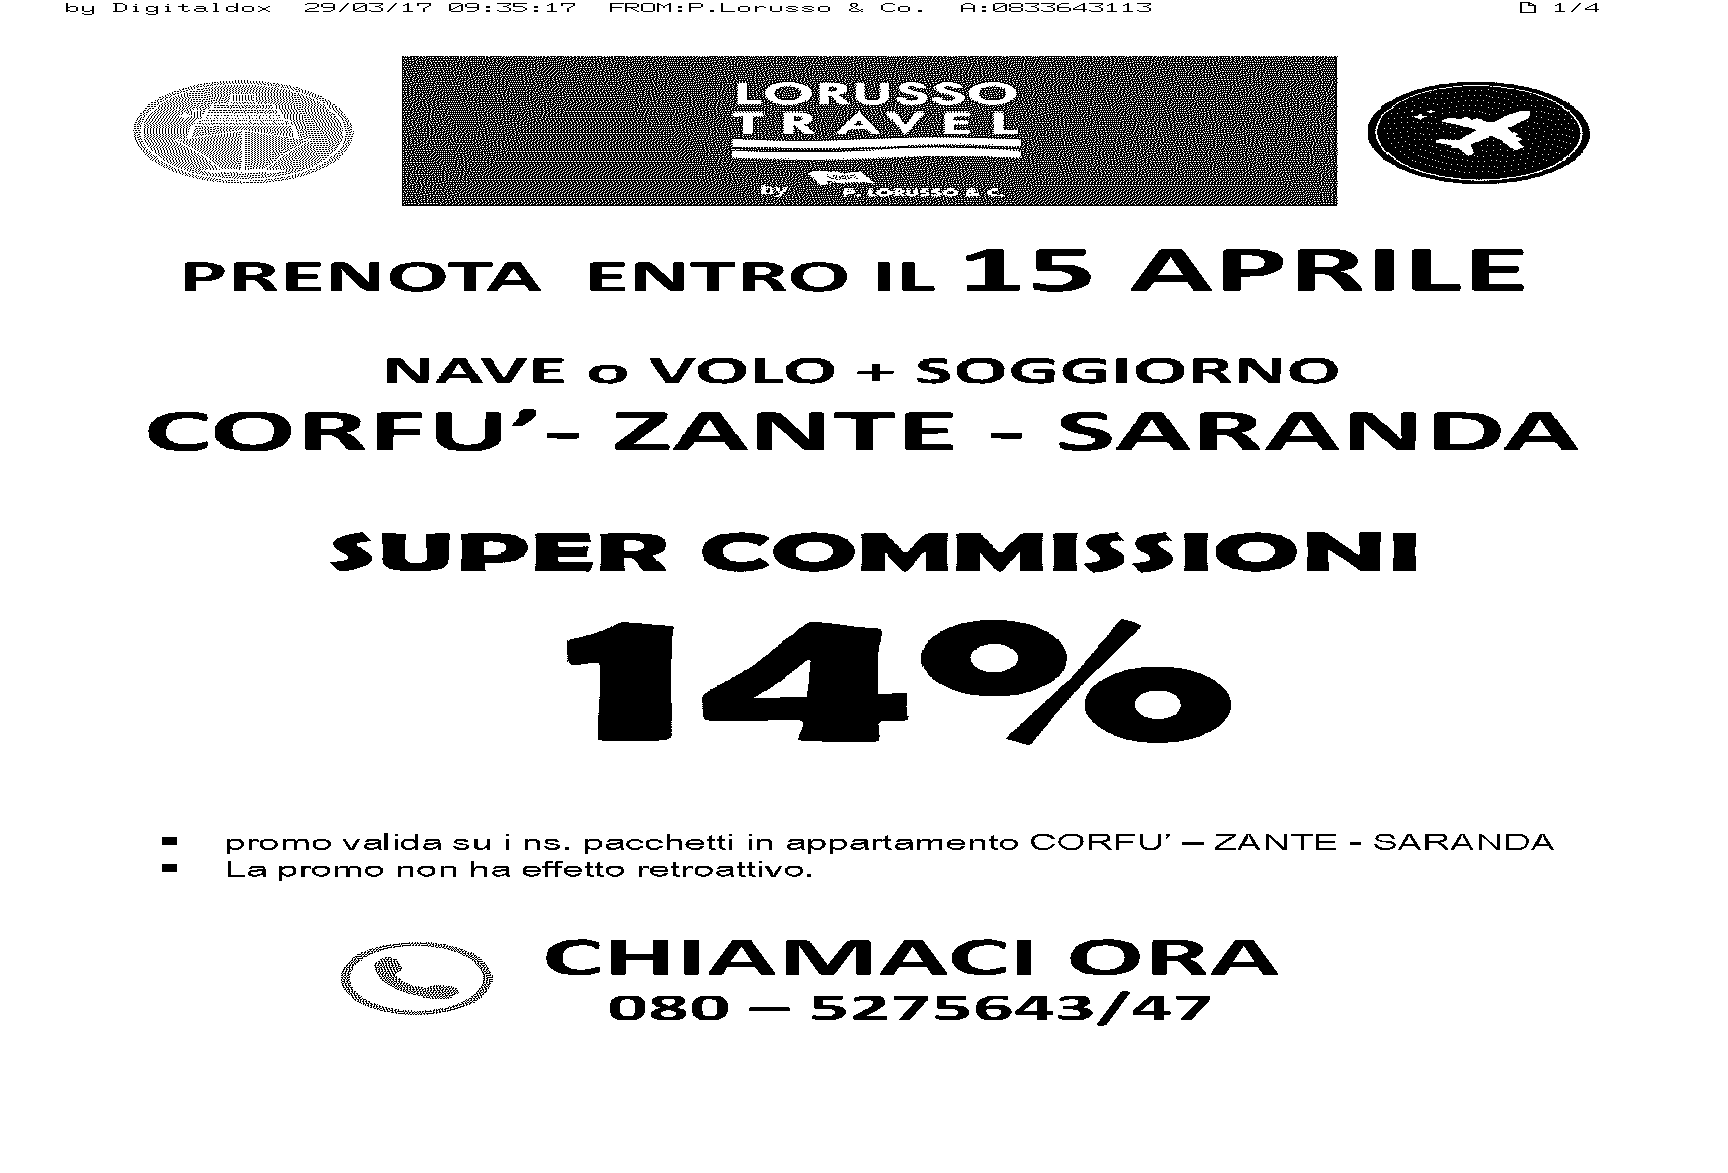 by Digitaldox 29/03/17 09:35:17 FROM:P.Lorusso & Co. A:0833643113 1/4
LORUSSO
TRAVEL
by P. LORUSSO & C.
PRENOTA ENTRO IL 15 APRILE
NAVE o VOLO + SOGGIORNO
CORFU’- ZANTE - SARANDA
SUPER COMMISSIONI
14%
▪ promo valida su i ns. pacchetti in appartamento CORFU’ – ZANTE - SARANDA
▪ La promo non ha effetto retroattivo.
CHIAMACI ORA
080 – 5275643/47